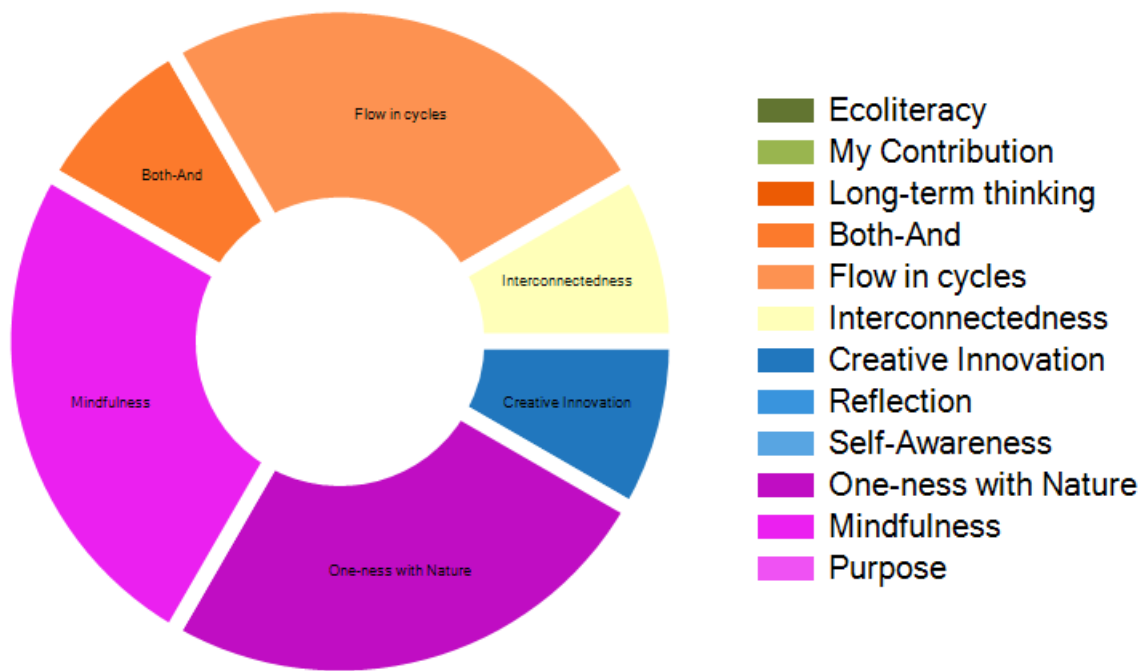 Flow in cycles
Both-And
Interconnectedness
Mindfulness
Creative Innovation
One-ness with Nature
Ecoliteracy
My Contribution
Long-term thinking
Both-And
Flow in cycles
Interconnectedness
Creative Innovation
Reflection
Self-Awareness
One-ness with Nature
Mindfulness
Purpose